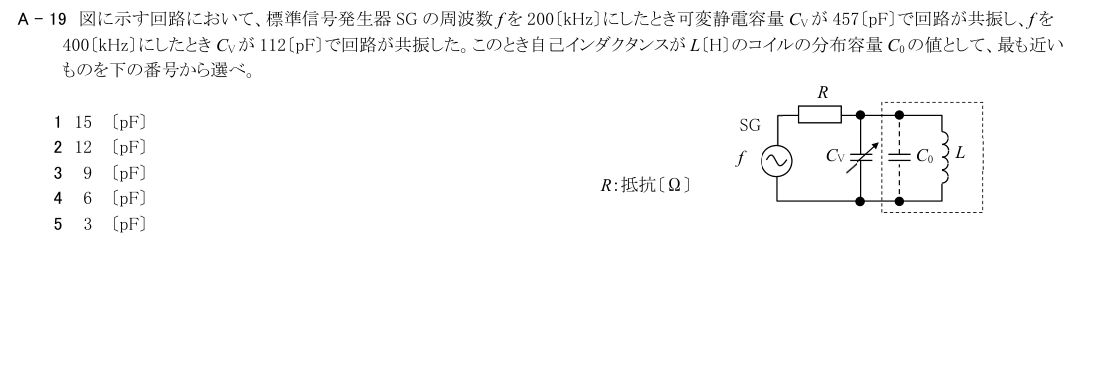 A－19 図に示す回路において、標準信号発生器 SG の周波数 f を 200〔kHz〕にしたとき可変静電容量 CV が 457〔pF〕で回路が共振し、f を
400〔kHz〕にしたとき CV が 112〔pF〕で回路が共振した。このとき自己インダクタンスが L〔H〕のコイルの分布容量 C0 の値として、最も近い
ものを下の番号から選べ。
R
1 15 〔pF〕
SG
2 12 〔pF〕
f CV C0 L
3 9 〔pF〕
R:抵抗〔Ω〕
4 6 〔pF〕
5 3 〔pF〕